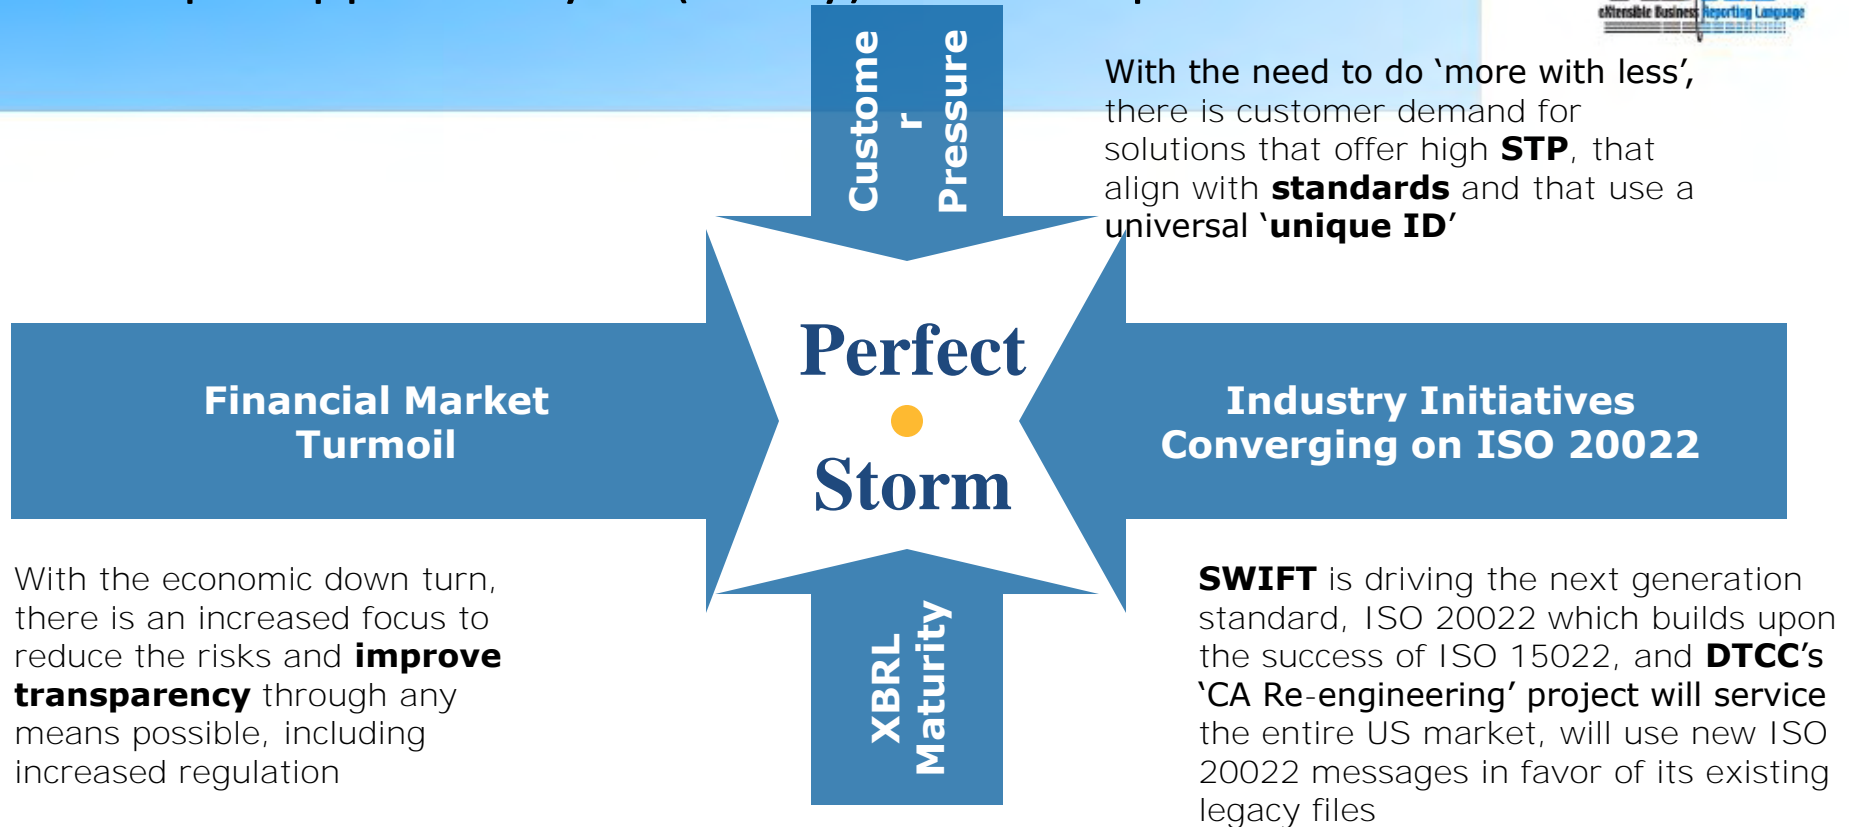 eXtensible Business Reporting Language
Custome
r
Pressure
With the need to do ‘more with less’,
there is customer demand for
solutions that offer high STP, that
align with standards and that use a
universal ‘unique ID’
Perfect
Storm
Financial Market
Turmoil
Industry Initiatives
Converging on ISO 20022
With the economic down turn,
there is an increased focus to
reduce the risks and improve
transparency through any
means possible, including
increased regulation
XBRL
Maturity
SWIFT is driving the next generation
standard, ISO 20022 which builds upon
the success of ISO 15022, and DTCC’s
‘CA Re-engineering’ project will service
the entire US market, will use new ISO
20022 messages in favor of its existing
legacy files